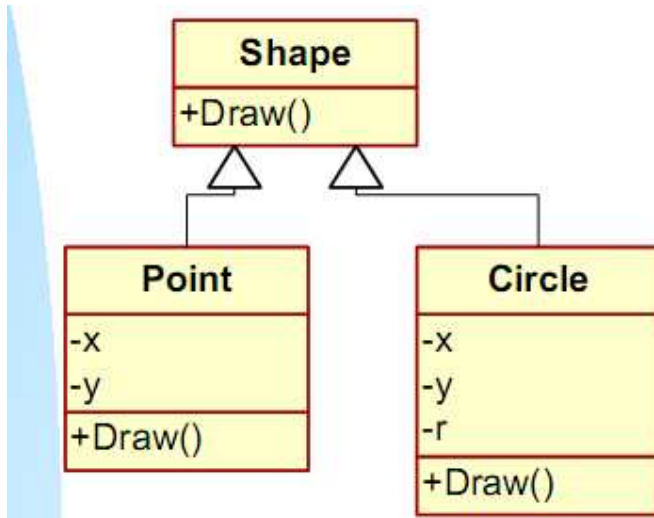 Shape
+Draw()
Point
-x
-y
+Draw()
Circle
-x
-y
-r
+Draw()